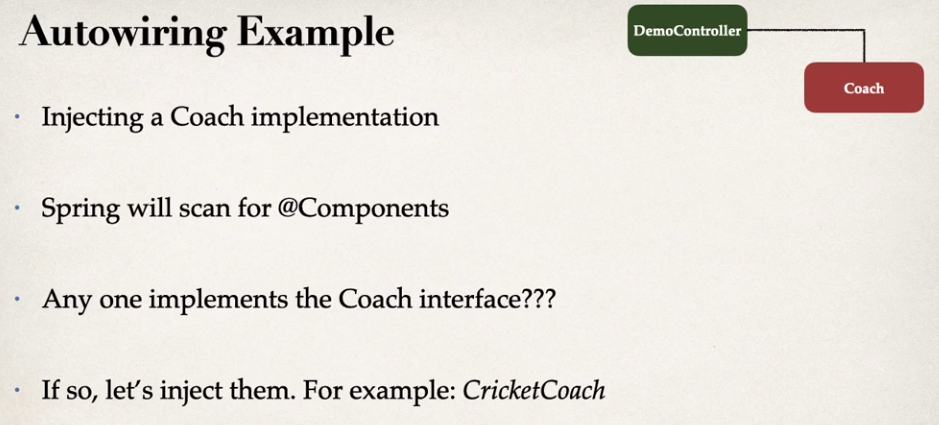 Autowiring Example
DemoController
Coach
• Injecting a Coach implementation
• Spring will scan for @Components
• Any one implements the Coach interface???
• If so, let’s inject them. For example: CricketCoach